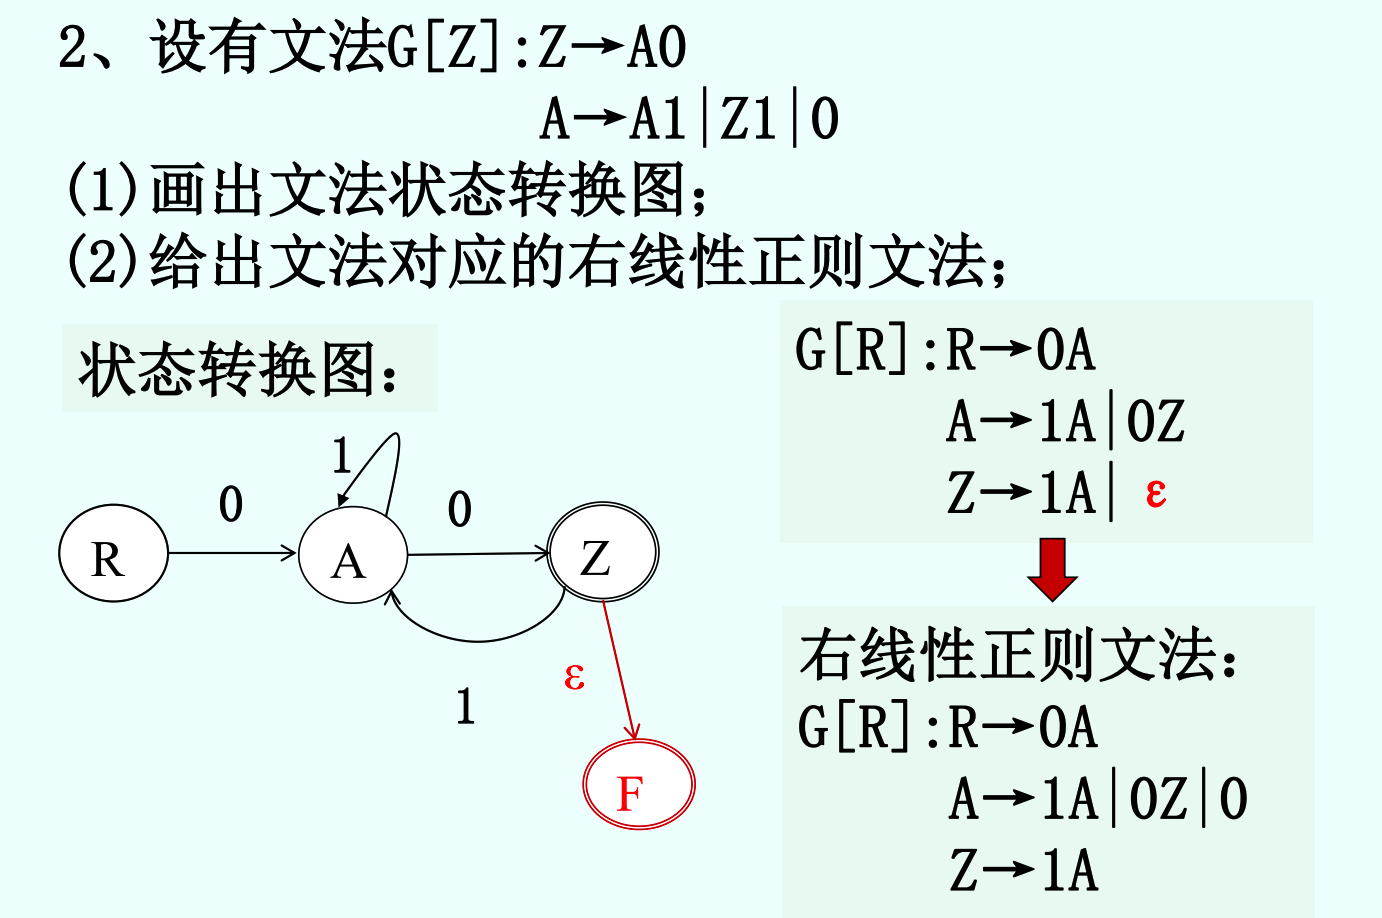 2、设有文法G[Z]:Z→A0
A→A1|Z1|0
(1)画出文法状态转换图;
(2)给出文法对应的右线性正则文法;
状态转换图:
1
0
0
R
A
Z
1
ε
F
G[R]:R→0A
A→1A|0Z
Z→1A| ε
右线性正则文法:
G[R]:R→0A
A→1A|0Z|0
Z→1A